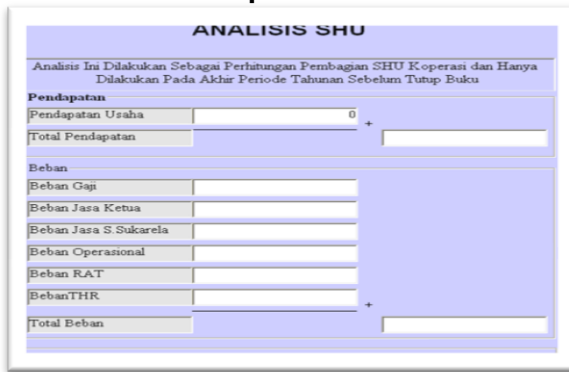 ANALISIS SHU
Analisis Ini Dilakukan Sebagai Perhitungan Pembagian SHU Koperasi dan Hanya
Dilakukan Pada Akhir Periode Tahunan Sebelum Tutup Buku
Pendapatan
Pendapatan Usaha 0 +
Total Pendapatan
Beban
Beban Gaji
Beban Jasa Ketua
Beban Jasa S.Sukarela
Beban Operasional
Beban RAT
BebanTHR +
Total Beban